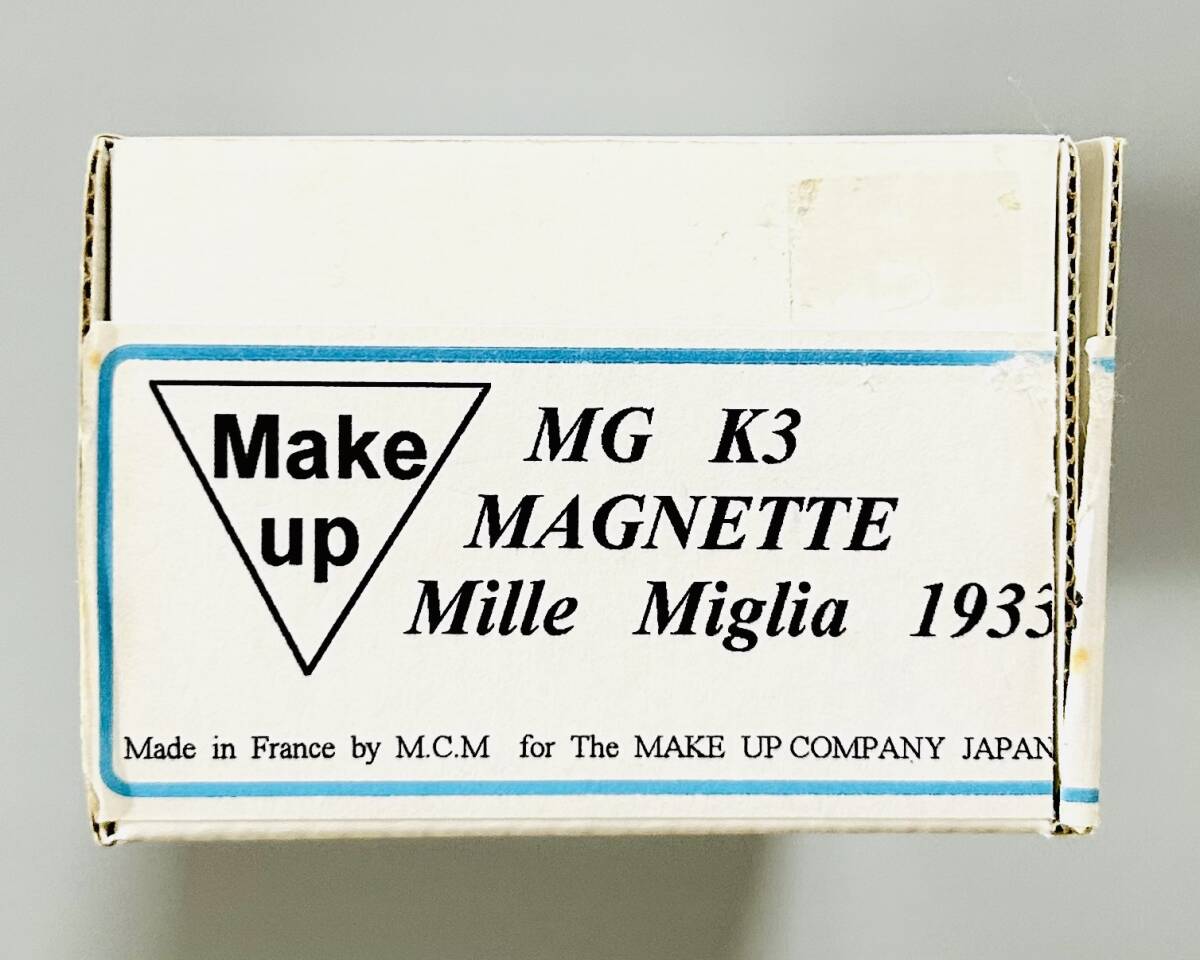 Make
up
MG K3
MAGNETTE
Mille Miglia 1933
Made in France by M.C.M for The MAKE UP COMPANY JAPAN